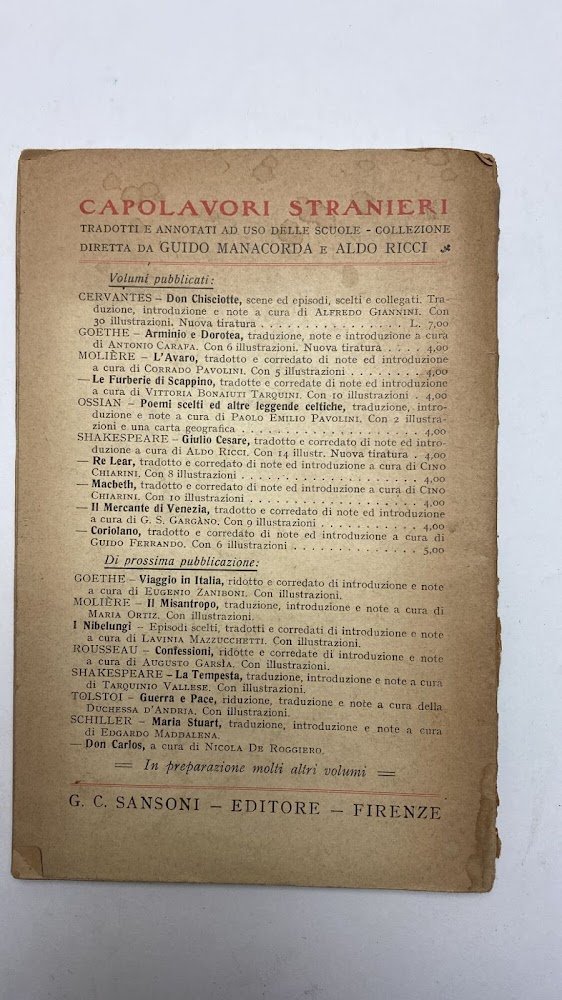 CAPOLAVORI STRANIERI
TRADOTTI E ANNOTATI AD USO DELLE SCUOLE - COLLEZIONE
DIRETTA DA GUIDO MANACORDA E ALDO RICCI
Volumi pubblicati:
CERVANTES – Don Chisciotte, scene ed episodi, scelti e collegati. Tra-
duzione, introduzione e note a cura di ALFREDO GIANNINI. Con
30 illustrazioni. Nuova tiratura . . . . . . . . . . . . . . . L. 7,00
GOETHE – Arminio e Dorotea, traduzione, note e introduzione a cura
di ANTONIO CARAFA. Con 6 illustrazioni. Nuova tiratura . . . . 4,00
MOLIÈRE – L'Avaro, tradotto e corredato di note ed introduzione
a cura di CORRADO PAVOLINI. Con 5 illustrazioni . . . . . . . . 4,00
— Le Furberie di Scappino, tradotte e corredate di note ed introduzione
a cura di VITTORIA BONAIUTI TARQUINI. Con 10 illustrazioni . 4,00
OSSIAN – Poemi scelti ed altre leggende celtiche, traduzione, intro-
duzione e note a cura di PAOLO EMILIO PAVOLINI. Con 2 illustra-
zioni e una carta geografica . . . . . . . . . . . . . . . . 4,00
SHAKESPEARE – Giulio Cesare, tradotto e corredato di note ed intro-
duzione a cura di ALDO RICCI. Con 14 illustr. Nuova tiratura . 4,00
— Re Lear, tradotto e corredato di note ed introduzione a cura di CINO
CHIARINI. Con 8 illustrazioni . . . . . . . . . . . . . . . . 4,00
— Macbeth, tradotto e corredato di note ed introduzione a cura di CINO
CHIARINI. Con 10 illustrazioni . . . . . . . . . . . . . . . 4,00
— Il Mercante di Venezia, tradotto e corredato di note ed introduzione
a cura di G. S. GARGÀNO. Con 9 illustrazioni . . . . . . . . . 4,00
— Coriolano, tradotto e corredato di note ed introduzione a cura di
GUIDO FERRANDO. Con 6 illustrazioni . . . . . . . . . . . . 5,00
Di prossima pubblicazione:
GOETHE – Viaggio in Italia, ridotto e corredato di introduzione e note
a cura di EUGENIO ZANIBONI. Con illustrazioni.
MOLIÈRE – Il Misantropo, traduzione, introduzione e note a cura di
MARIA ORTIZ. Con illustrazioni.
I Nibelungi – Episodi scelti, tradotti e corredati di introduzione e note
a cura di LAVINIA MAZZUCCHETTI. Con illustrazioni.
ROUSSEAU – Confessioni, ridotte e corredate di introduzione e note
a cura di AUGUSTO GARSÌA. Con illustrazioni.
SHAKESPEARE – La Tempesta, traduzione, introduzione e note a cura
di TARQUINIO VALLESE. Con illustrazioni.
TOLSTOI – Guerra e Pace, riduzione, traduzione e note a cura della
DUCHESSA D'ANDRIA. Con illustrazioni.
SCHILLER – Maria Stuart, traduzione, introduzione e note a cura
di EDGARDO MADDALENA.
— Don Carlos, a cura di NICOLA DE ROGGIERO.
In preparazione molti altri volumi
G. C. SANSONI – EDITORE – FIRENZE